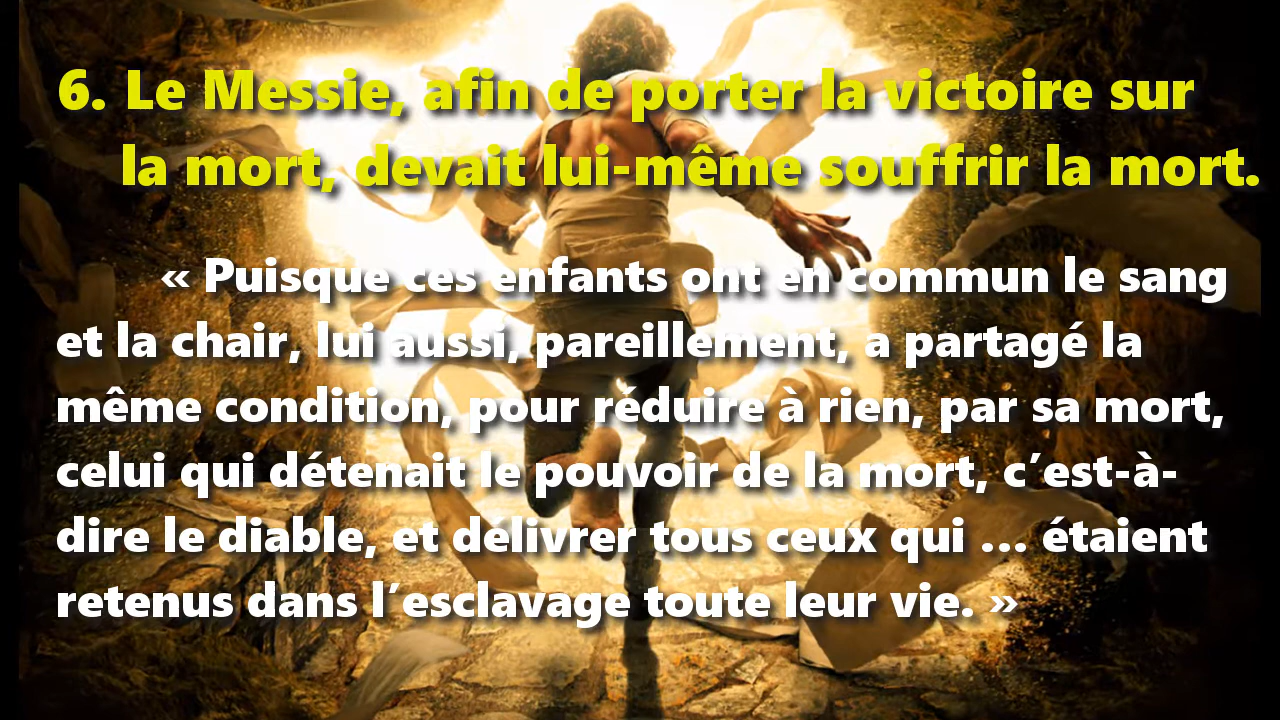 6. Le Messie, afin de porter la victoire sur
la mort, devait lui-même souffrir la mort.
« Puisque ces enfants ont en commun le sang
et la chair, lui aussi, pareillement, a partagé la
même condition, pour réduire à rien, par sa mort,
celui qui détenait le pouvoir de la mort, c’est-à-
dire le diable, et délivrer tous ceux qui … étaient
retenus dans l’esclavage toute leur vie. »